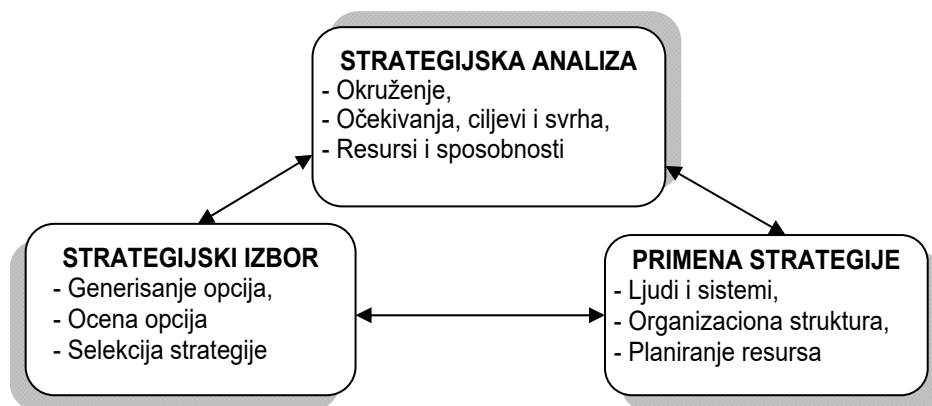 STRATEGIJSKA ANALIZA
- Okruženje,
- Očekivanja, ciljevi i svrha,
- Resursi i sposobnosti
STRATEGIJSKI IZBOR
- Generisanje opcija,
- Ocena opcija
- Selekcija strategije
PRIMENA STRATEGIJE
- Ljudi i sistemi,
- Organizaciona struktura,
- Planiranje resursa